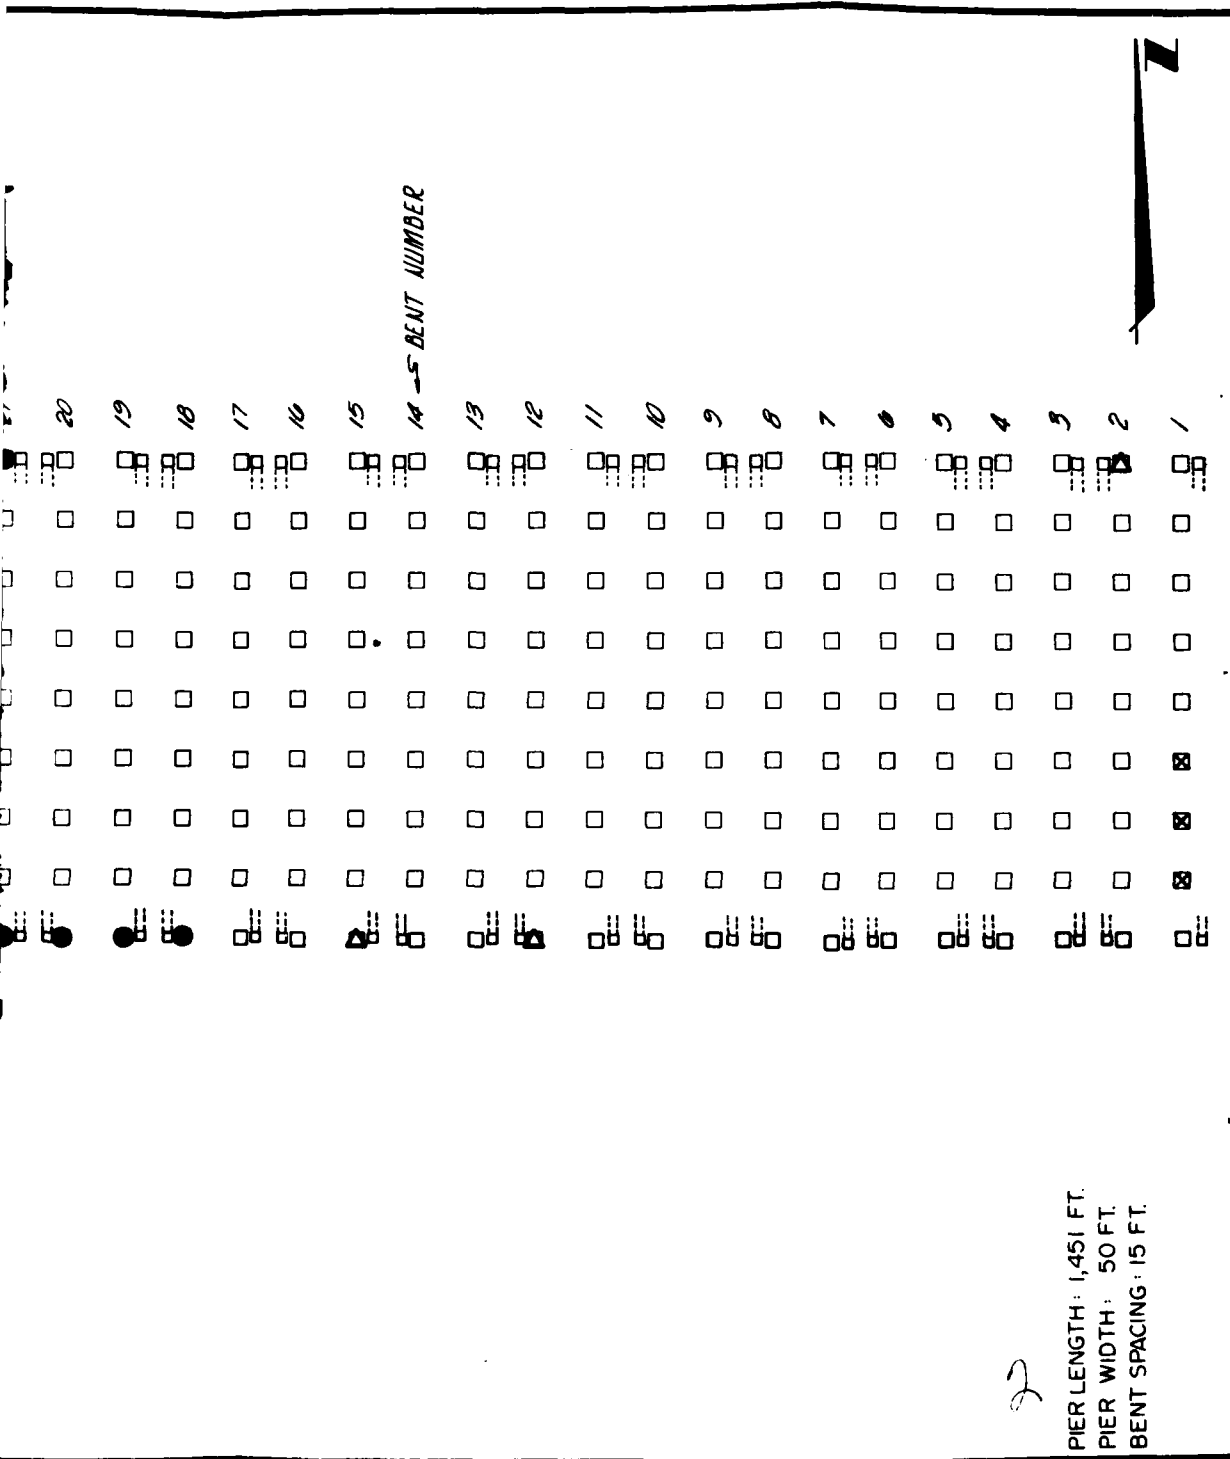 N
BENT NUMBER
20 19 18 17 16 15 14 13 12 11 10 9 8 7 6 5 4 3 2 1
2
PIER LENGTH: 1,451 FT.
PIER WIDTH: 50 FT.
BENT SPACING: 15 FT.